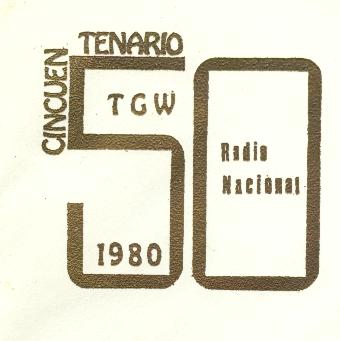 CINCUEN
TENARIO
50
TGW
Radio
Nacional
1980